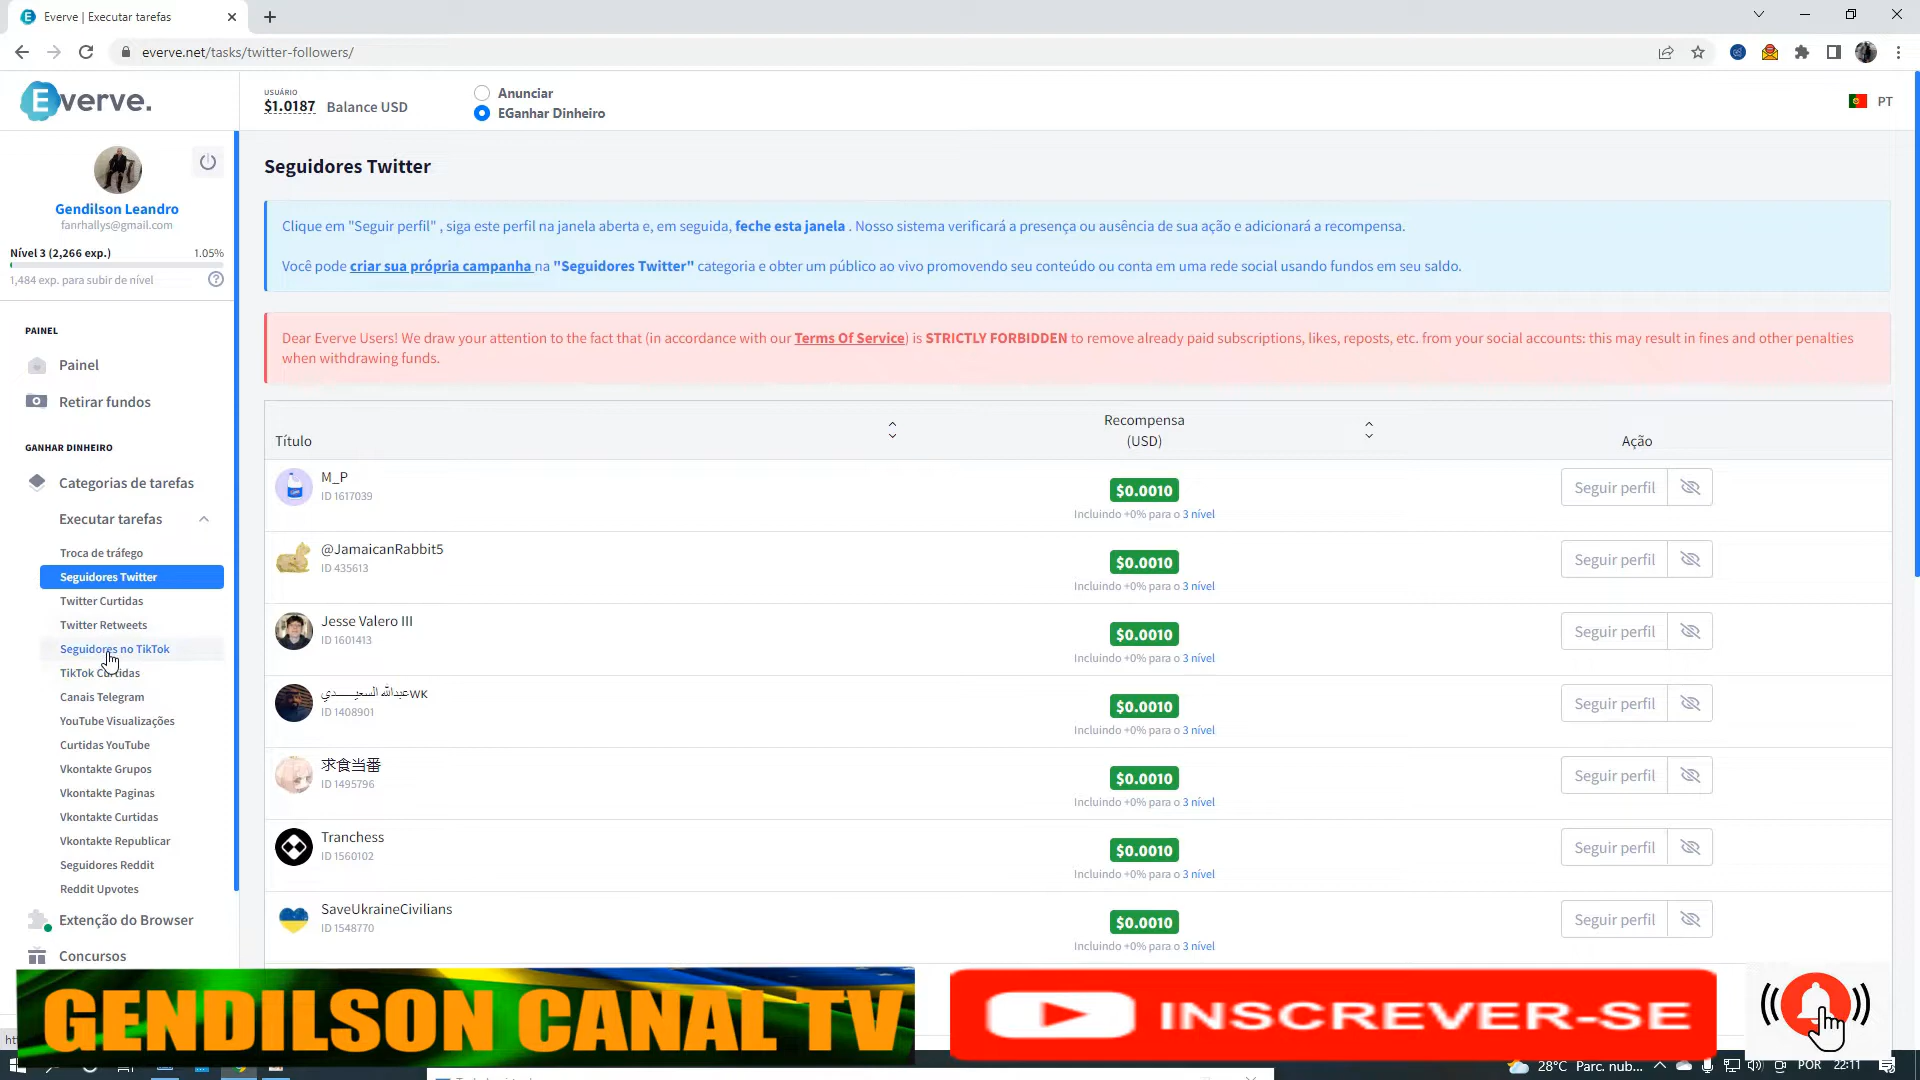 Everve | Executar tarefas
everve.net/tasks/twitter-followers/
Everve.
USUÁRIO
$1.0187 Balance USD
Anunciar
EGanhar Dinheiro
PT
Gendilson Leandro
fanrhallys@gmail.com
Nível 3 (2,266 exp.) 1.05%
1,484 exp. para subir de nível
PAINEL
Painel
Retirar fundos
GANHAR DINHEIRO
Categorias de tarefas
Executar tarefas
Troca de tráfego
Seguidores Twitter
Twitter Curtidas
Twitter Retweets
Seguidores no TikTok
TikTok Curtidas
Canais Telegram
YouTube Visualizações
Curtidas YouTube
Vkontakte Grupos
Vkontakte Paginas
Vkontakte Curtidas
Vkontakte Republicar
Seguidores Reddit
Reddit Upvotes
Extenção do Browser
Concursos
Seguidores Twitter
Clique em "Seguir perfil" , siga este perfil na janela aberta e, em seguida, feche esta janela . Nosso sistema verificará a presença ou ausência de sua ação e adicionará a recompensa.
Você pode criar sua própria campanha na "Seguidores Twitter" categoria e obter um público ao vivo promovendo seu conteúdo ou conta em uma rede social usando fundos em seu saldo.
Dear Everve Users! We draw your attention to the fact that (in accordance with our Terms Of Service) is STRICTLY FORBIDDEN to remove already paid subscriptions, likes, reposts, etc. from your social accounts: this may result in fines and other penalties
when withdrawing funds.
Título
Recompensa
(USD)
Ação
M_P
ID 1617039
$0.0010
Incluindo +0% para o 3 nível
Seguir perfil
@JamaicanRabbit5
ID 435613
$0.0010
Incluindo +0% para o 3 nível
Seguir perfil
Jesse Valero III
ID 1601413
$0.0010
Incluindo +0% para o 3 nível
Seguir perfil
عبدالله السعيـــــدي WK
ID 1408901
$0.0010
Incluindo +0% para o 3 nível
Seguir perfil
求食当番
ID 1495796
$0.0010
Incluindo +0% para o 3 nível
Seguir perfil
Tranchess
ID 1560102
$0.0010
Incluindo +0% para o 3 nível
Seguir perfil
SaveUkraineCivilians
ID 1548770
$0.0010
Incluindo +0% para o 3 nível
Seguir perfil
GENDILSON CANAL TV
INSCREVER-SE
28°C Parc. nub...
POR
22:11